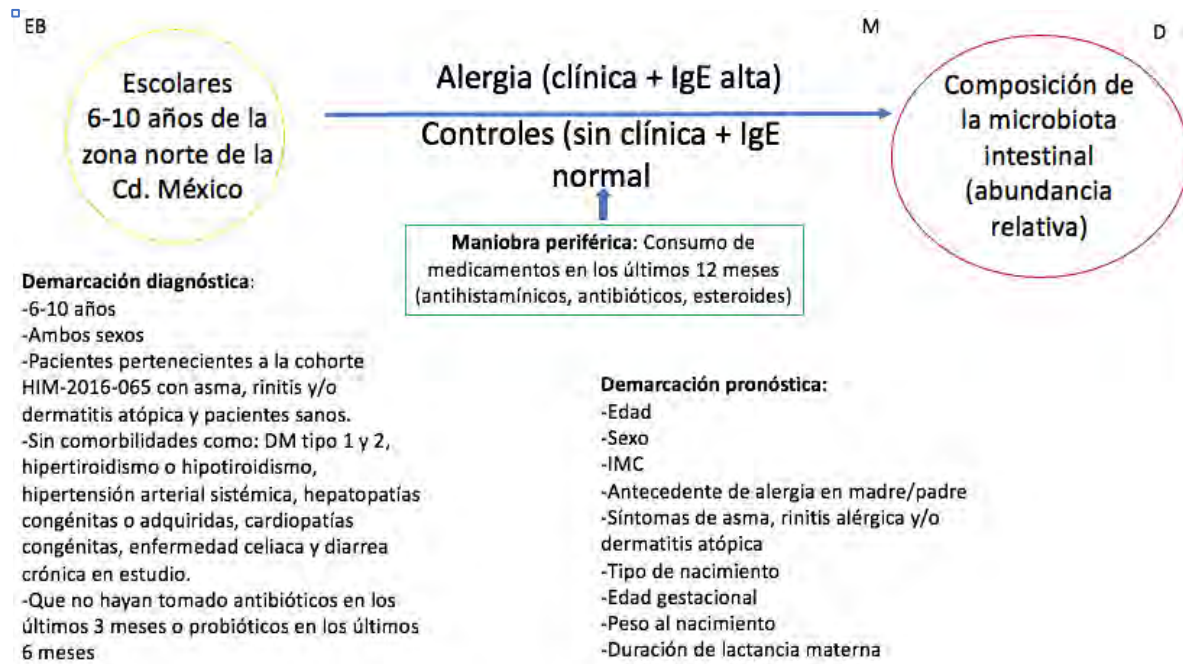 EB
M
D
Escolares
6-10 años de la
zona norte de la
Cd. México
Alergia (clínica + IgE alta)
Controles (sin clínica + IgE
normal
Composición de
la microbiota
intestinal
(abundancia
relativa)
Maniobra periférica: Consumo de
medicamentos en los últimos 12 meses
(antihistamínicos, antibióticos, esteroides)
Demarcación diagnóstica:
-6-10 años
-Ambos sexos
-Pacientes pertenecientes a la cohorte
HIM-2016-065 con asma, rinitis y/o
dermatitis atópica y pacientes sanos.
-Sin comorbilidades como: DM tipo 1 y 2,
hipertiroidismo o hipotiroidismo,
hipertensión arterial sistémica, hepatopatías
congénitas o adquiridas, cardiopatías
congénitas, enfermedad celiaca y diarrea
crónica en estudio.
-Que no hayan tomado antibióticos en los
últimos 3 meses o probióticos en los últimos
6 meses
Demarcación pronóstica:
-Edad
-Sexo
-IMC
-Antecedente de alergia en madre/padre
-Síntomas de asma, rinitis alérgica y/o
dermatitis atópica
-Tipo de nacimiento
-Edad gestacional
-Peso al nacimiento
-Duración de lactancia materna